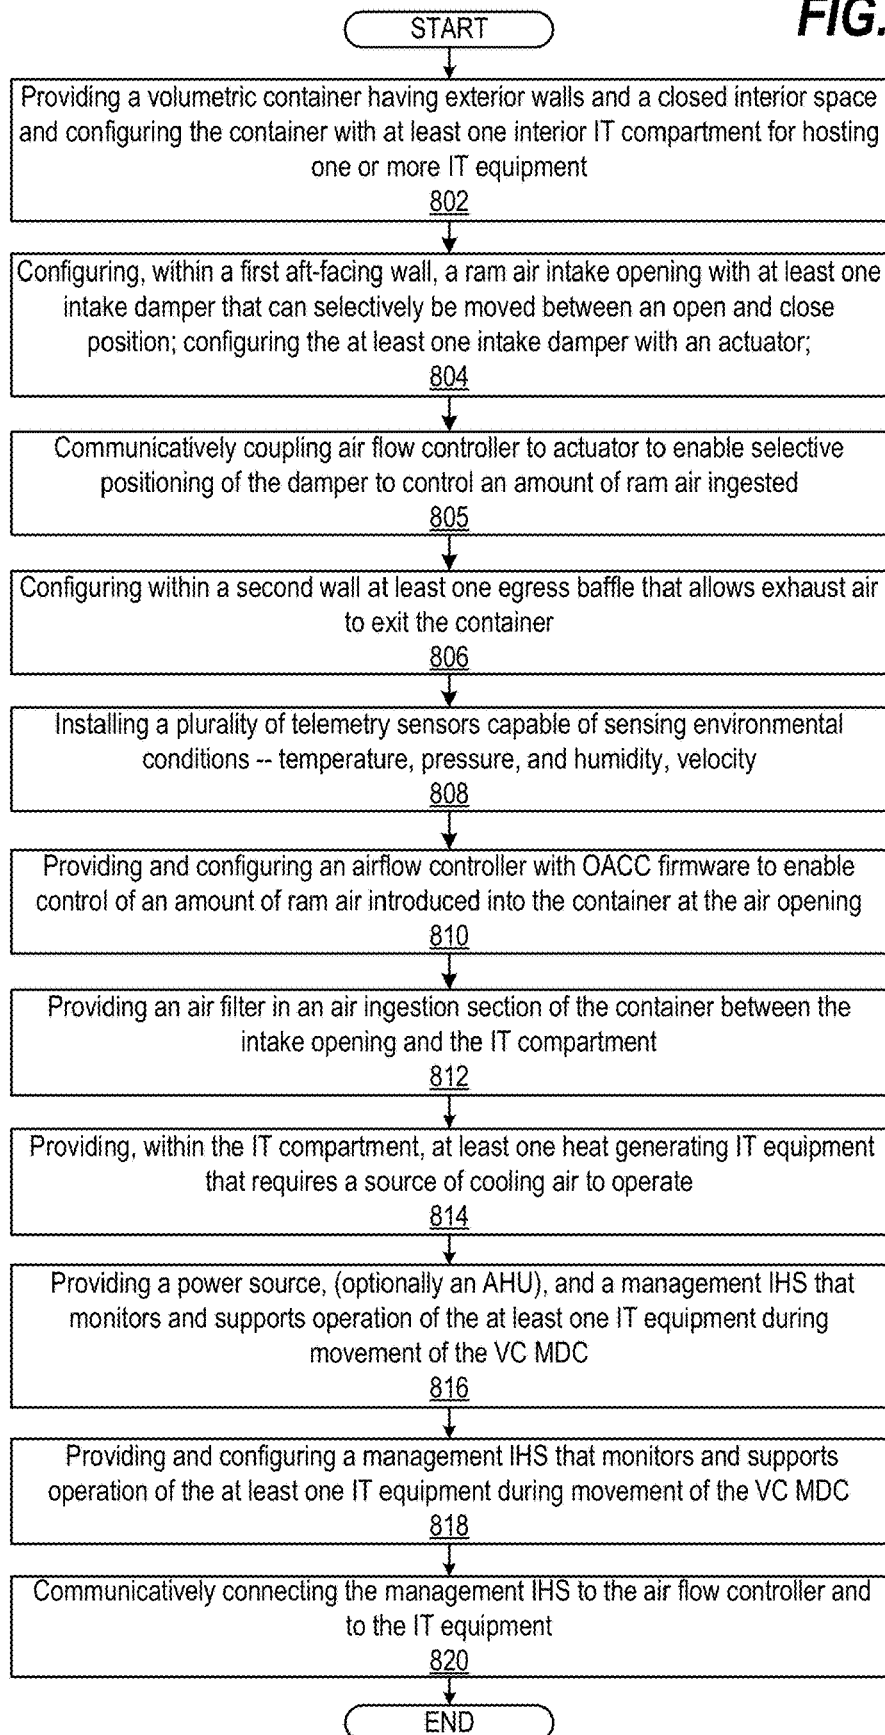 START
FIG.
Providing a volumetric container having exterior walls and a closed interior space
and configuring the container with at least one interior IT compartment for hosting
one or more IT equipment
802
Configuring, within a first aft-facing wall, a ram air intake opening with at least one
intake damper that can selectively be moved between an open and close
position; configuring the at least one intake damper with an actuator;
804
Communicatively coupling air flow controller to actuator to enable selective
positioning of the damper to control an amount of ram air ingested
805
Configuring within a second wall at least one egress baffle that allows exhaust air
to exit the container
806
Installing a plurality of telemetry sensors capable of sensing environmental
conditions -- temperature, pressure, and humidity, velocity
808
Providing and configuring an airflow controller with OACC firmware to enable
control of an amount of ram air introduced into the container at the air opening
810
Providing an air filter in an air ingestion section of the container between the
intake opening and the IT compartment
812
Providing, within the IT compartment, at least one heat generating IT equipment
that requires a source of cooling air to operate
814
Providing a power source, (optionally an AHU), and a management IHS that
monitors and supports operation of the at least one IT equipment during
movement of the VC MDC
816
Providing and configuring a management IHS that monitors and supports
operation of the at least one IT equipment during movement of the VC MDC
818
Communicatively connecting the management IHS to the air flow controller and
to the IT equipment
820
END